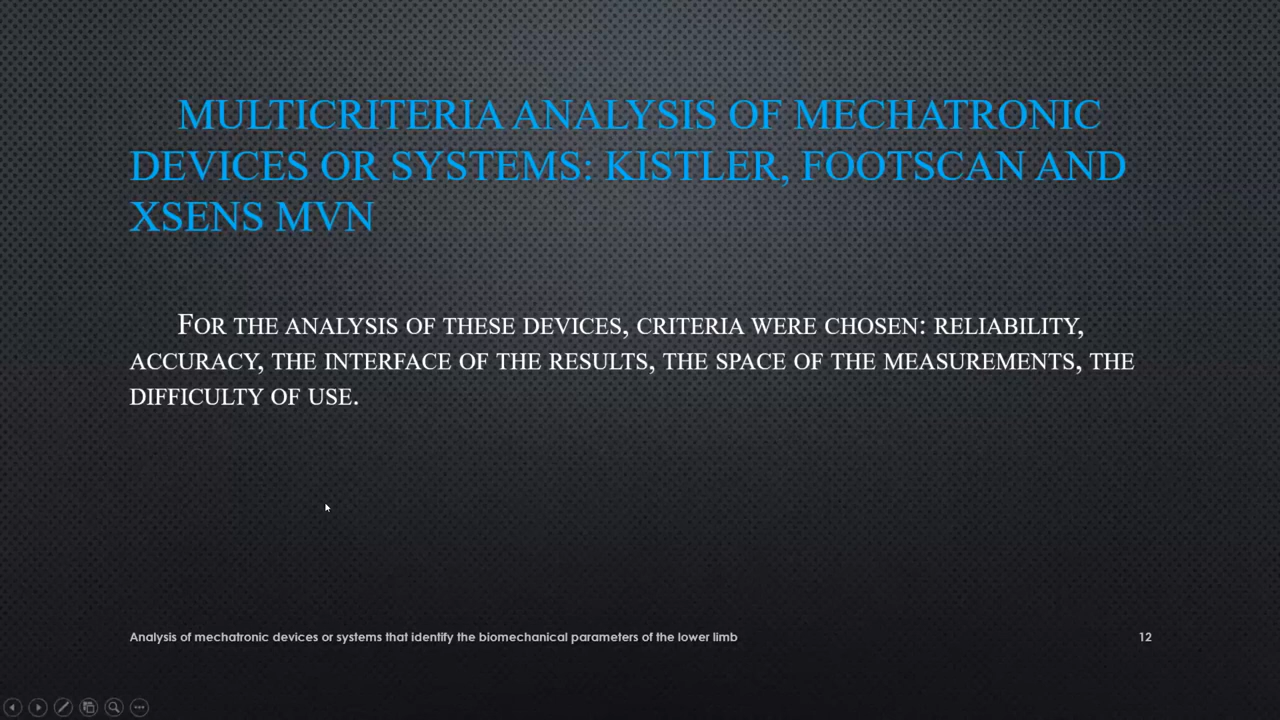 MULTICRITERIA ANALYSIS OF MECHATRONIC
DEVICES OR SYSTEMS: KISTLER, FOOTSCAN AND
XSENS MVN
FOR THE ANALYSIS OF THESE DEVICES, CRITERIA WERE CHOSEN: RELIABILITY,
ACCURACY, THE INTERFACE OF THE RESULTS, THE SPACE OF THE MEASUREMENTS, THE
DIFFICULTY OF USE.
Analysis of mechatronic devices or systems that identify the biomechanical parameters of the lower limb
12